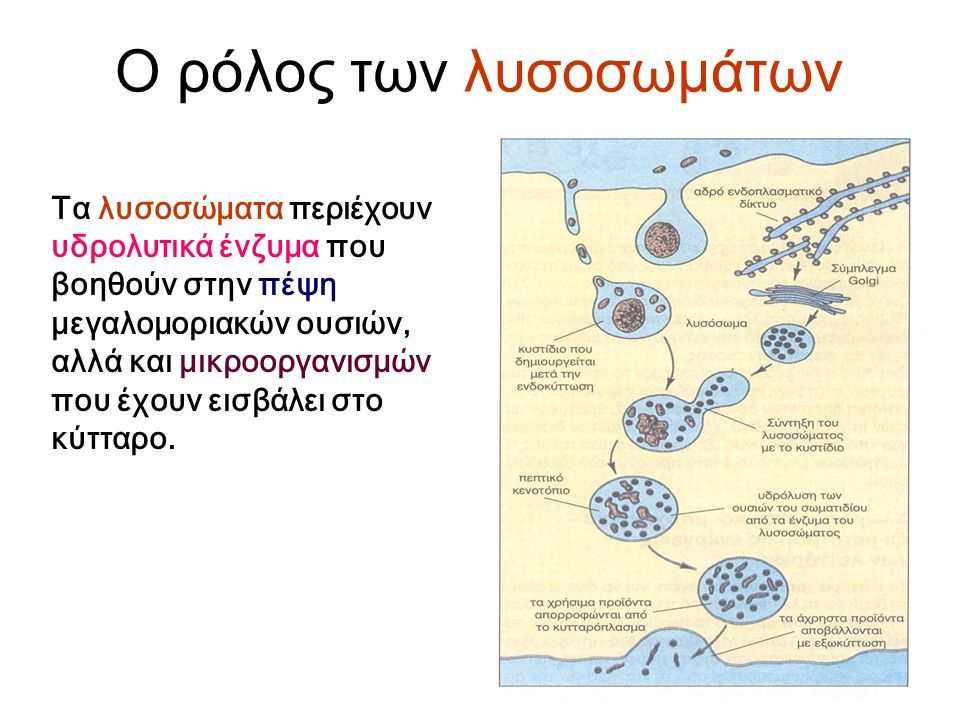 Ο ρόλος των λυσοσωμάτων
Τα λυσοσώματα περιέχουν
υδρολυτικά ένζυμα που
βοηθούν στην πέψη
μεγαλομοριακών ουσιών,
αλλά και μικροοργανισμών
που έχουν εισβάλει στο
κύτταρο.
αδρό ενδοπλασματικό
δίκτυο
Σύμπλεγμα
Golgi
λυσόσωμα
κυστίδιο που
δημιουργείται
μετά την
ενδοκύττωση
Σύντηξη του
λυσοσώματος
με το κυστίδιο
πεπτικό
κενοτόπιο
υδρόλυση των
ουσιών του σωματιδίου
από τα ένζυμα του
λυσοσώματος
τα χρήσιμα προϊόντα
απορροφώνται από
το κυτταρόπλασμα
τα άχρηστα προϊόντα
αποβάλλονται
με εξωκύττωση